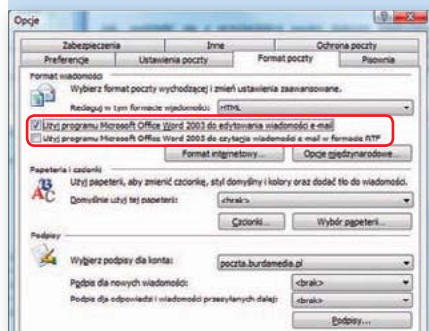 Opcje
Zabezpieczenia Inne Ochrona poczty
Preferencje Ustawienia poczty Format poczty Pisownia
Format wiadomości
Wybierz format poczty wychodzącej i zmień ustawienia zaawansowane.
Redaguj w tym formacie wiadomości: HTML
Użyj programu Microsoft Office Word 2003 do edytowania wiadomości e-mail
Użyj programu Microsoft Office Word 2003 do czytania wiadomości e-mail w formacie RTF
Format internetowy... Opcje międzynarodowe...
Papeteria i czcionki
Użyj papeterii, aby zmienić czcionkę, styl domyślny i kolory oraz dodać tło do wiadomości.
Domyślnie użyj tej papeterii: <brak>
Czcionki... Wybór papeterii...
Podpisy
Wybierz podpisy dla konta: poczta.burdamedia.pl
Podpis dla nowych wiadomości: <brak>
Podpis dla odpowiedzi i wiadomości przesyłanych dalej: <brak>
Podpisy...